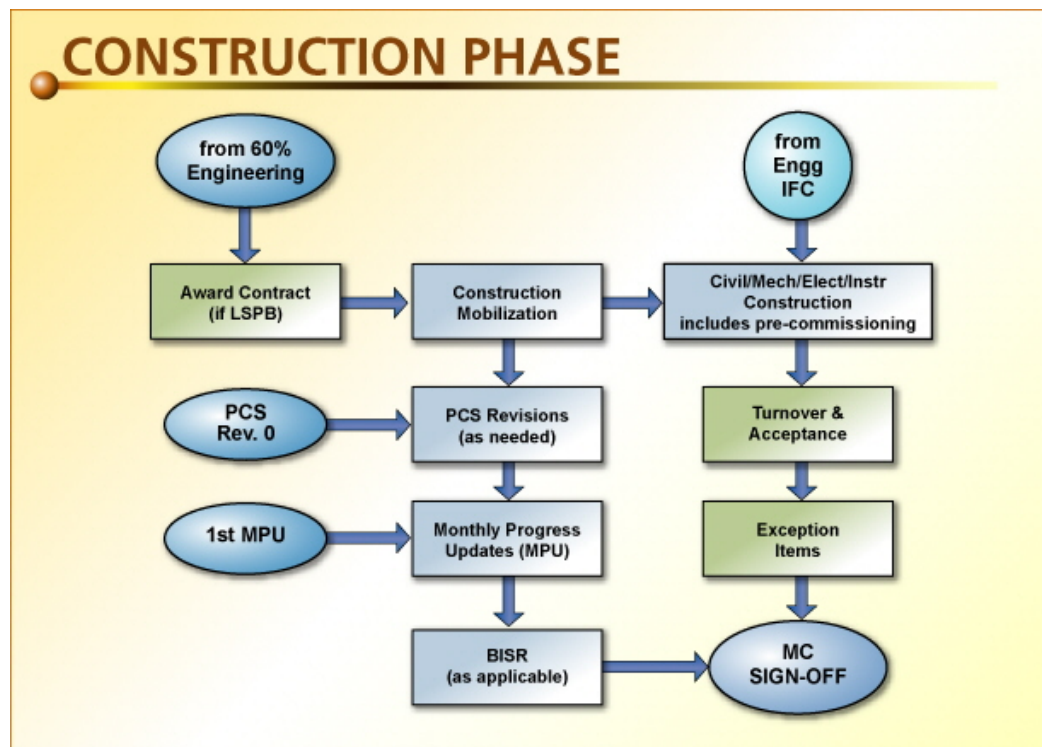 CONSTRUCTION PHASE
from 60%
Engineering
from
Engg
IFC
Award Contract
(if LSPB)
Construction
Mobilization
Civil/Mech/Elect/Instr
Construction
includes pre-commissioning
PCS
Rev. 0
PCS Revisions
(as needed)
Turnover &
Acceptance
1st MPU
Monthly Progress
Updates (MPU)
Exception
Items
BISR
(as applicable)
MC
SIGN-OFF